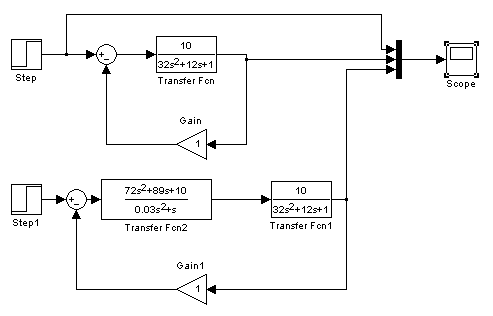 Step
+
−
10
32s²+12s+1
Transfer Fcn
Gain
1
Scope
Step1
+
−
72s²+89s+10
0.03s²+s
Transfer Fcn2
10
32s²+12s+1
Transfer Fcn1
Gain1
1